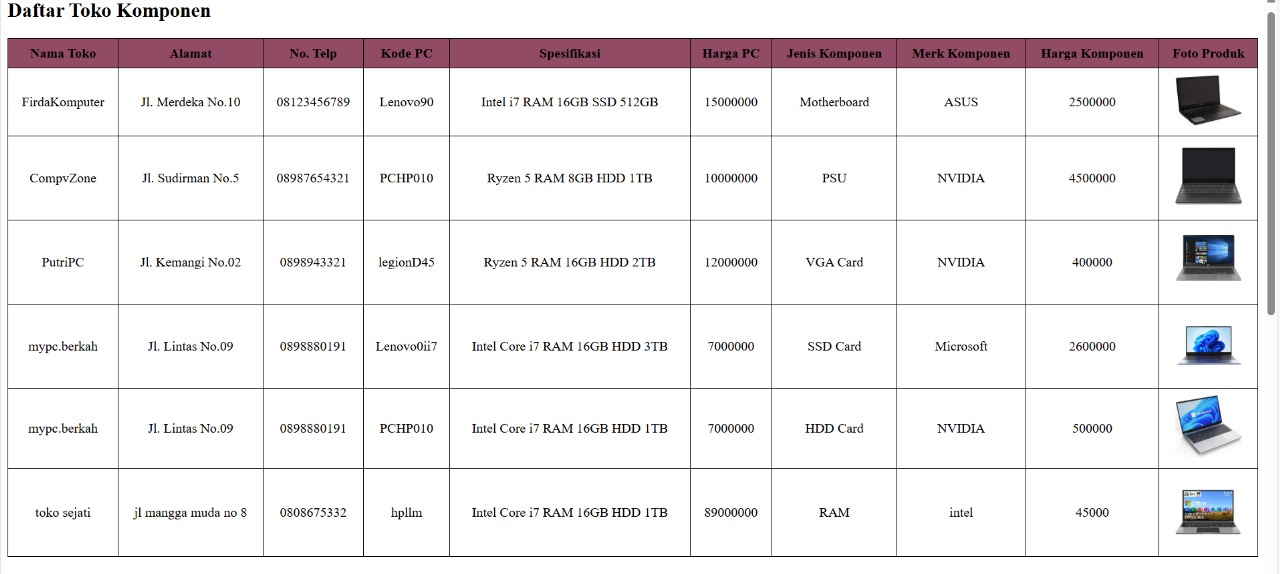 Daftar Toko Komponen
Nama Toko Alamat No. Telp Kode PC Spesifikasi Harga PC Jenis Komponen Merk Komponen Harga Komponen Foto Produk
FirdaKomputer Jl. Merdeka No.10 08123456789 Lenovo90 Intel i7 RAM 16GB SSD 512GB 15000000 Motherboard ASUS 2500000
CompvZone Jl. Sudirman No.5 08987654321 PCHP010 Ryzen 5 RAM 8GB HDD 1TB 10000000 PSU NVIDIA 4500000
PutriPC Jl. Kemangi No.02 0898943321 legionD45 Ryzen 5 RAM 16GB HDD 2TB 12000000 VGA Card NVIDIA 400000
mypc.berkah Jl. Lintas No.09 0898880191 Lenovo0ii7 Intel Core i7 RAM 16GB HDD 3TB 7000000 SSD Card Microsoft 2600000
mypc.berkah Jl. Lintas No.09 0898880191 PCHP010 Intel Core i7 RAM 16GB HDD 1TB 7000000 HDD Card NVIDIA 500000
toko sejati jl mangga muda no 8 0808675332 hpllm Intel Core i7 RAM 16GB HDD 1TB 89000000 RAM intel 45000